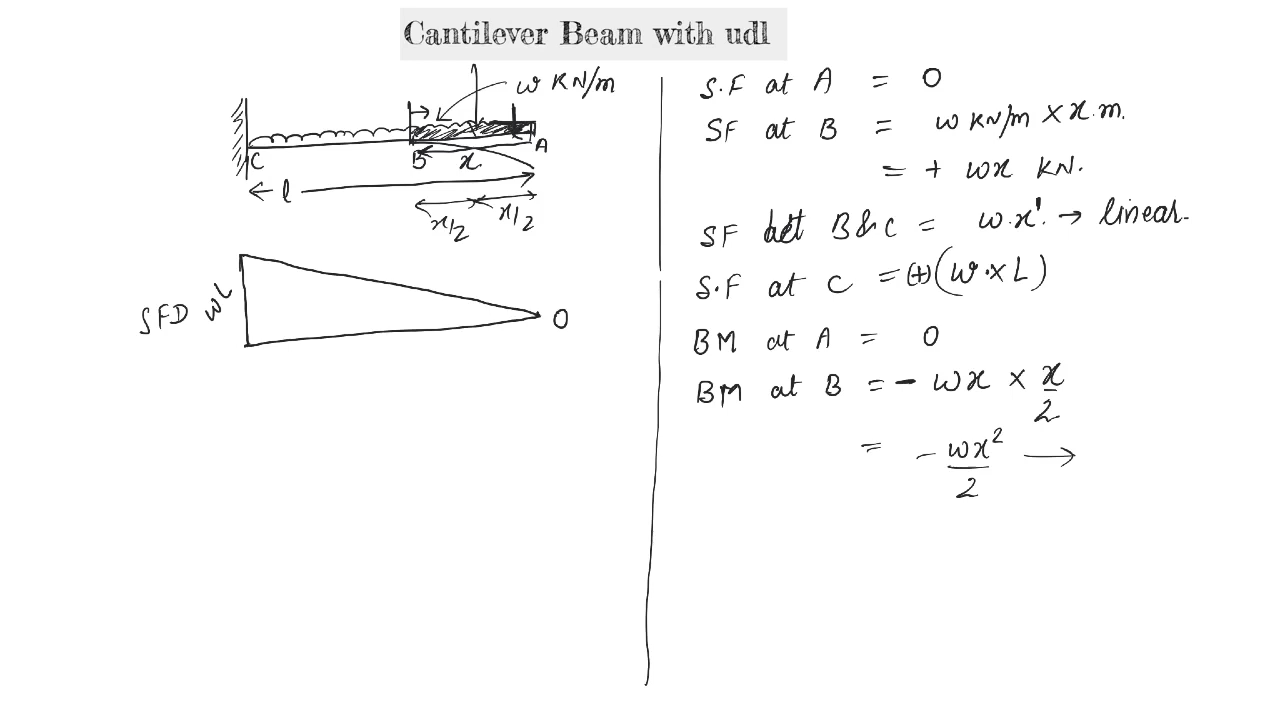 Cantilever Beam with udl
w KN/m
C
B
x
A
l
x/2
x/2
SFD
wL
0
S.F at A = 0
SF at B = w KN/m × x.m.
= + wx KN.
SF bet B&C = w.x¹. → linear.
S.F at C = (+)(w.×L)
BM at A = 0
BM at B = - wx × x/2
= - wx²/2 →